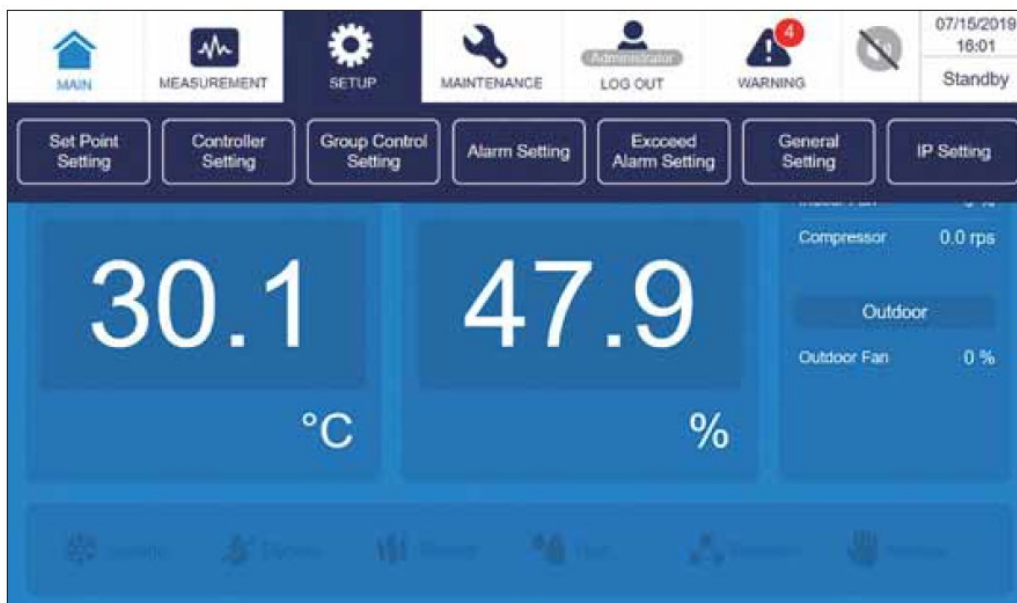 07/15/2019
16:01
Standby
4
Administrator
MAIN
MEASUREMENT
SETUP
MAINTENANCE
LOG OUT
WARNING
Set Point
Setting
Controller
Setting
Group Control
Setting
Alarm Setting
Excceed
Alarm Setting
General
Setting
IP Setting
30.1
°C
47.9
%
Compressor 0.0 rps
Outdoor
Outdoor Fan 0 %